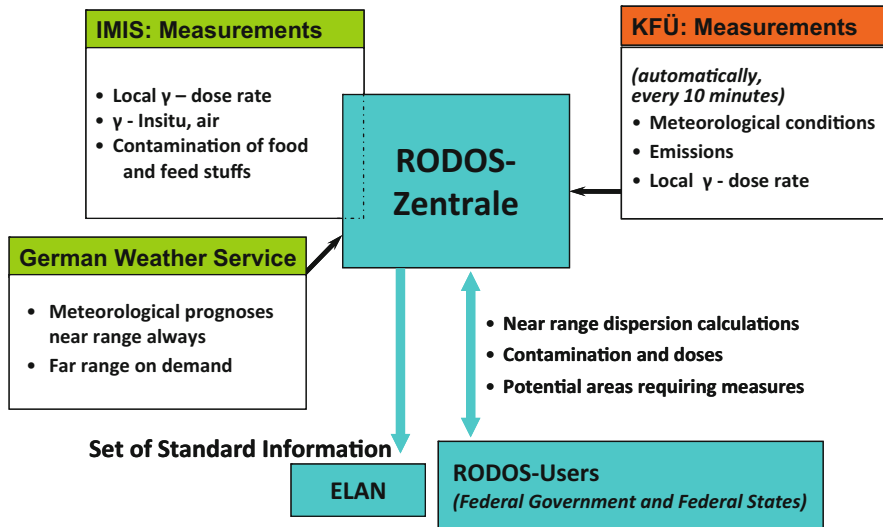 IMIS: Measurements
• Local γ – dose rate
• γ - Insitu, air
• Contamination of food
and feed stuffs
KFÜ: Measurements
(automatically,
every 10 minutes)
• Meteorological conditions
• Emissions
• Local γ - dose rate
RODOS-
Zentrale
German Weather Service
• Meteorological prognoses
near range always
• Far range on demand
• Near range dispersion calculations
• Contamination and doses
• Potential areas requiring measures
Set of Standard Information
ELAN
RODOS-Users
(Federal Government and Federal States)